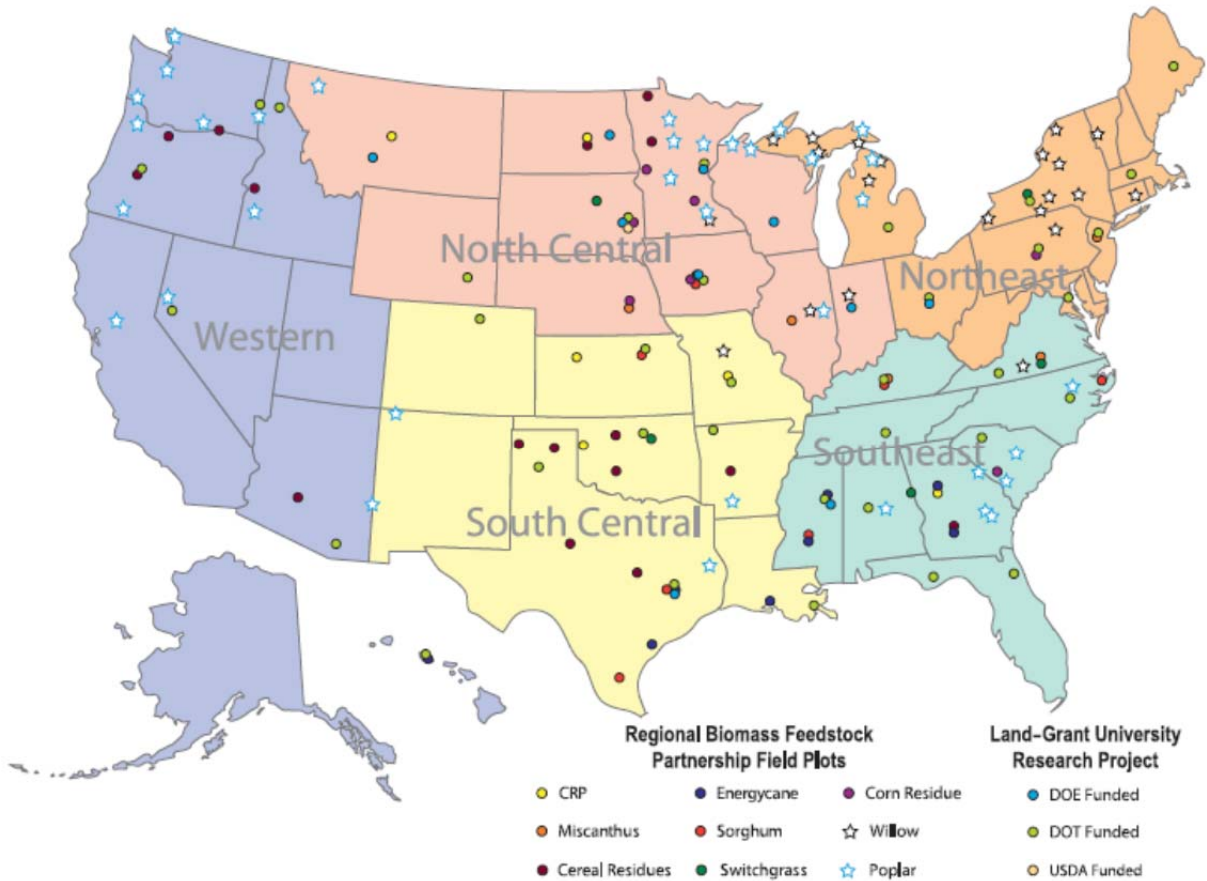 North Central
Northeast
Western
Southeast
South Central
Regional Biomass Feedstock
Partnership Field Plots
Land-Grant University
Research Project
CRP
Energycane
Corn Residue
DOE Funded
Miscanthus
Sorghum
Willow
DOT Funded
Cereal Residues
Switchgrass
Poplar
USDA Funded